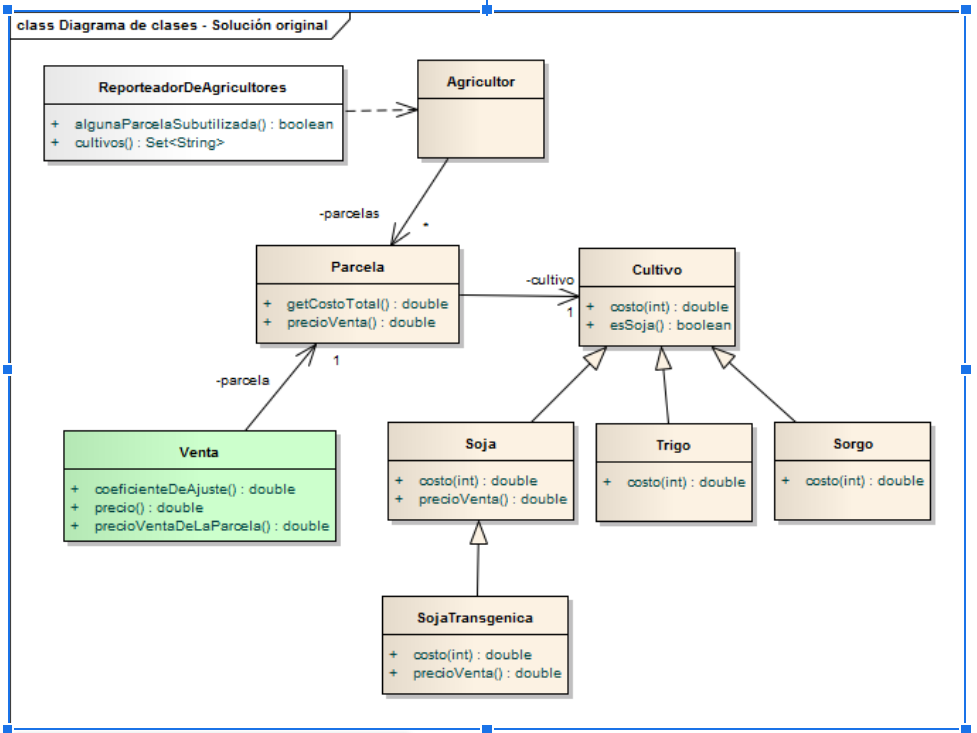 class Diagrama de clases - Solución original
ReporteadorDeAgricultores
+ algunaParcelaSubutilizada() : boolean
+ cultivos() : Set<String>
Agricultor
-parcelas
*
Parcela
+ getCostoTotal() : double
+ precioVenta() : double
-cultivo
1
Cultivo
+ costo(int) : double
+ esSoja() : boolean
1
-parcela
Venta
+ coeficienteDeAjuste() : double
+ precio() : double
+ precioVentaDeLaParcela() : double
Soja
+ costo(int) : double
+ precioVenta() : double
Trigo
+ costo(int) : double
Sorgo
+ costo(int) : double
SojaTransgenica
+ costo(int) : double
+ precioVenta() : double